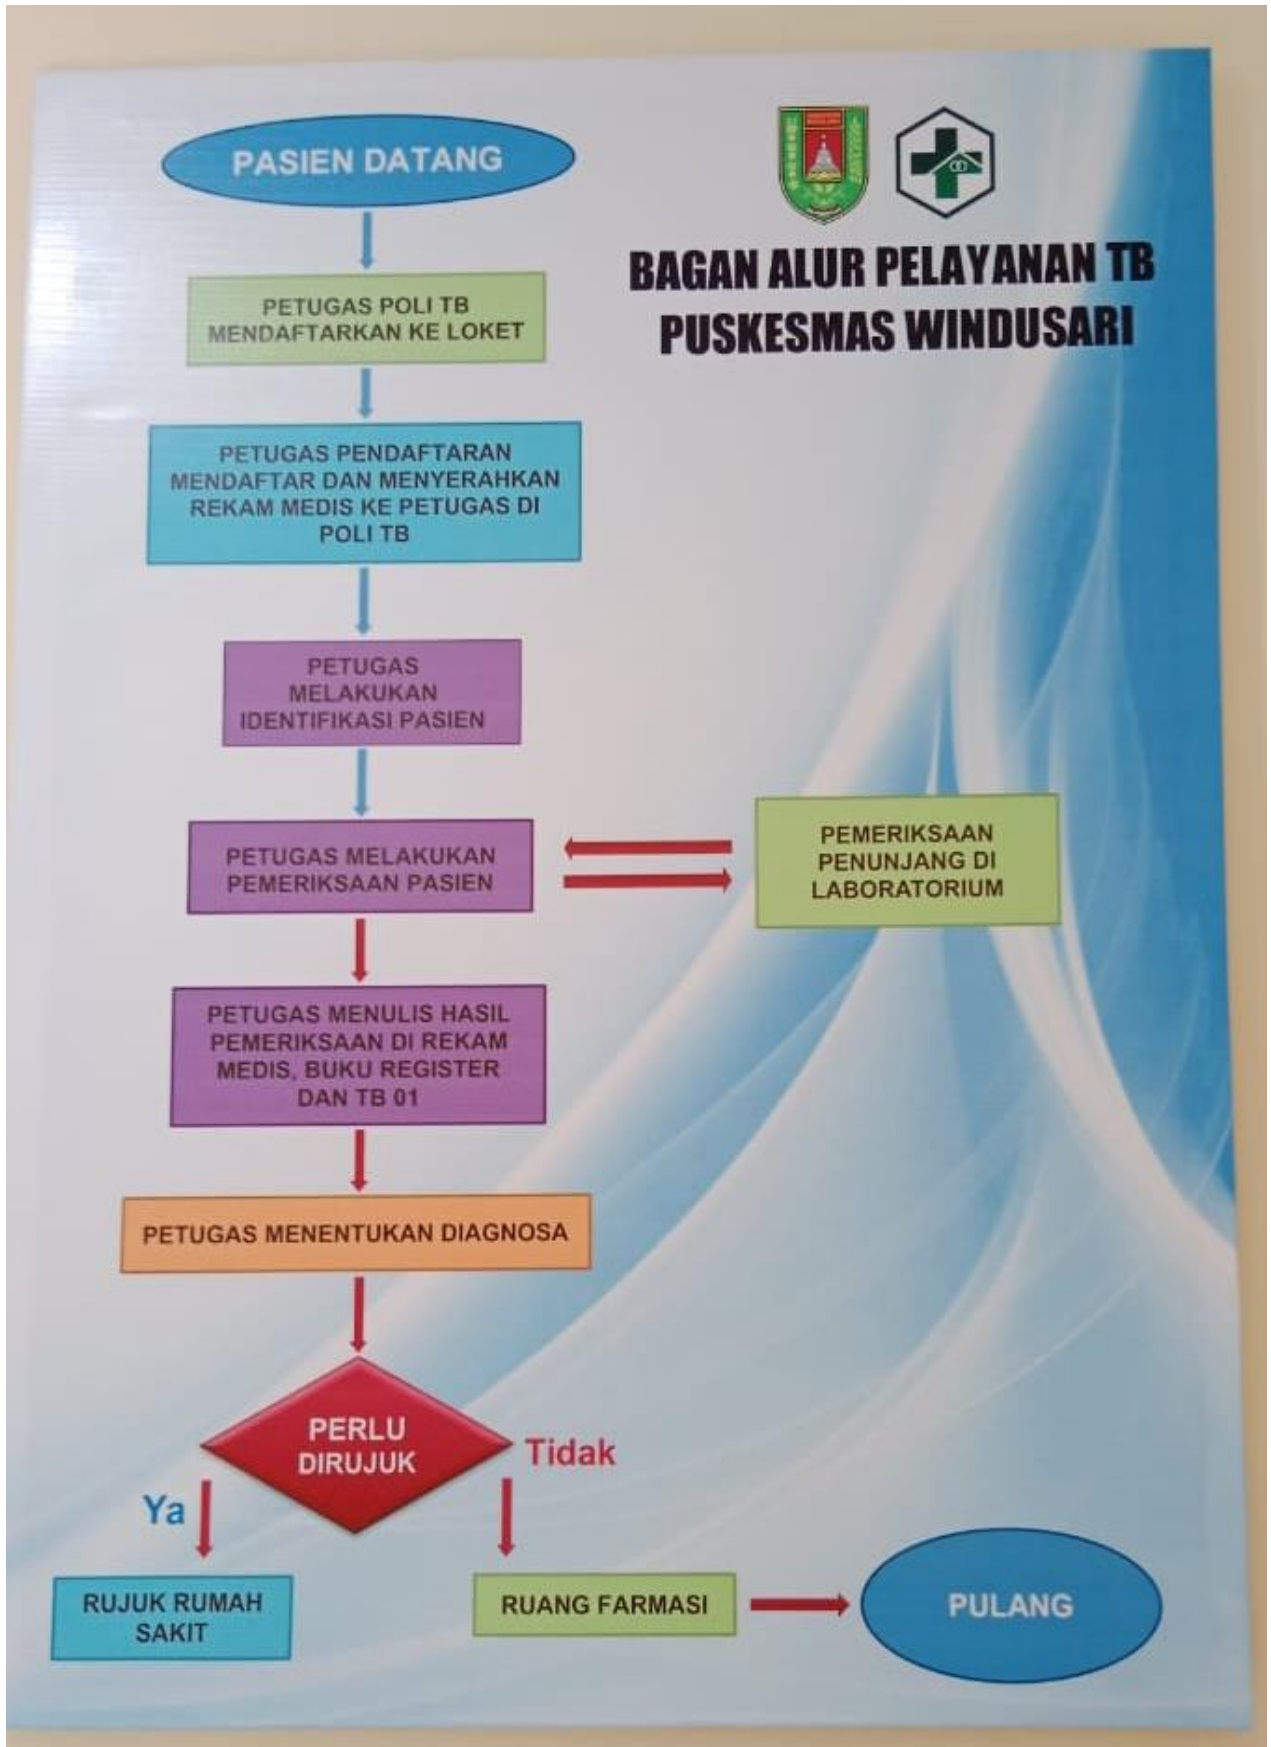 PASIEN DATANG
BAGAN ALUR PELAYANAN TB
PUSKESMAS WINDUSARI
PETUGAS POLI TB
MENDAFTARKAN KE LOKET
PETUGAS PENDAFTARAN
MENDAFTAR DAN MENYERAHKAN
REKAM MEDIS KE PETUGAS DI
POLI TB
PETUGAS
MELAKUKAN
IDENTIFIKASI PASIEN
PETUGAS MELAKUKAN
PEMERIKSAAN PASIEN
PEMERIKSAAN
PENUNJANG DI
LABORATORIUM
PETUGAS MENULIS HASIL
PEMERIKSAAN DI REKAM
MEDIS, BUKU REGISTER
DAN TB 01
PETUGAS MENENTUKAN DIAGNOSA
PERLU
DIRUJUK
Tidak
Ya
RUJUK RUMAH
SAKIT
RUANG FARMASI
PULANG